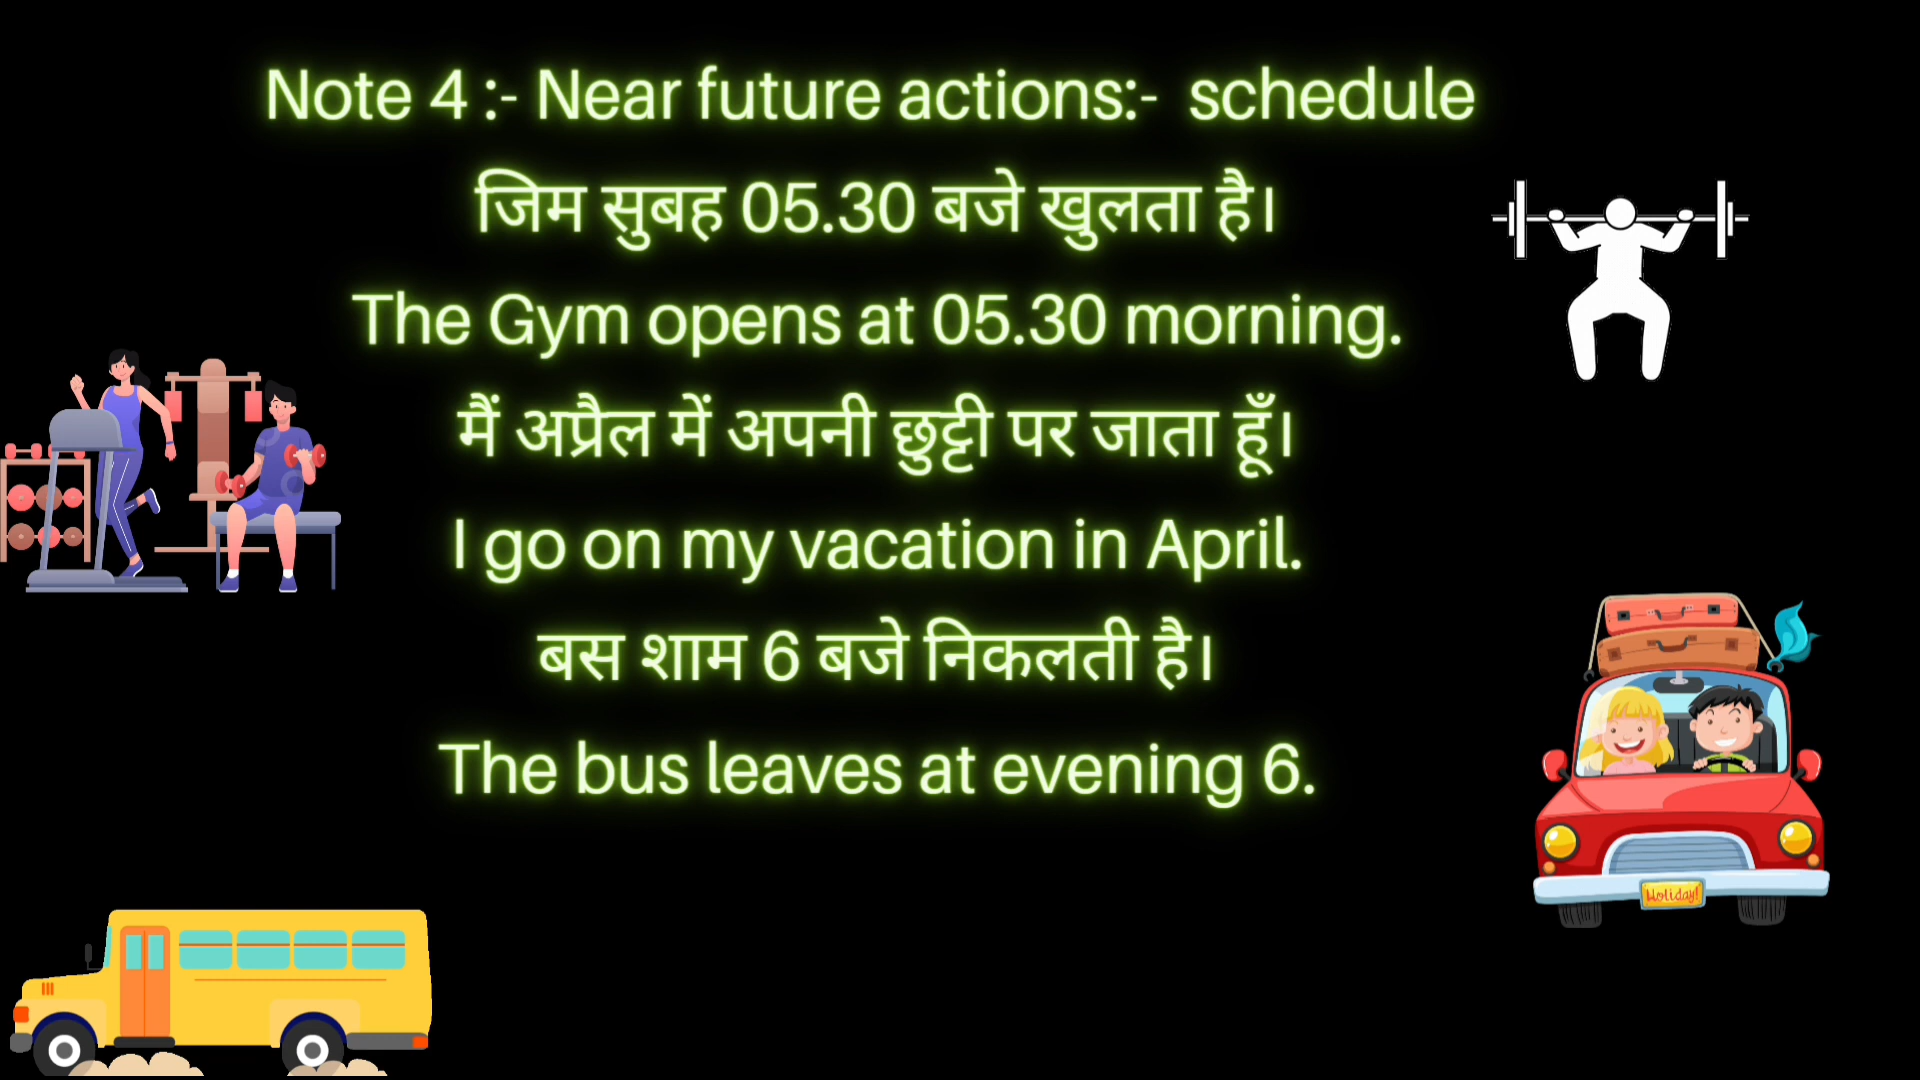 Note 4 :- Near future actions:- schedule
जिम सुबह 05.30 बजे खुलता है।
The Gym opens at 05.30 morning.
मैं अप्रैल में अपनी छुट्टी पर जाता हूँ।
I go on my vacation in April.
बस शाम 6 बजे निकलती है।
The bus leaves at evening 6.
Holiday!